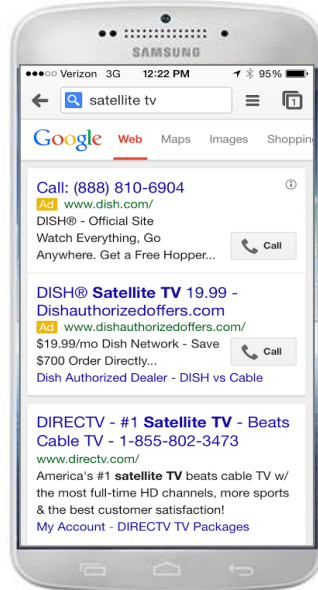 SAMSUNG
Verizon 3G 12:22 PM 95%
satellite tv 1
Google Web Maps Images Shoppin
Call: (888) 810-6904
Ad www.dish.com/
DISH® - Official Site
Watch Everything, Go
Anywhere. Get a Free Hopper...
Call
DISH® Satellite TV 19.99 -
Dishauthorizedoffers.com
Ad www.dishauthorizedoffers.com/
$19.99/mo Dish Network - Save
$700 Order Directly...
Call
Dish Authorized Dealer - DISH vs Cable
DIRECTV - #1 Satellite TV - Beats
Cable TV - 1-855-802-3473
www.directv.com/
America's #1 satellite TV beats cable TV w/
the most full-time HD channels, more sports
& the best customer satisfaction!
My Account - DIRECTV TV Packages